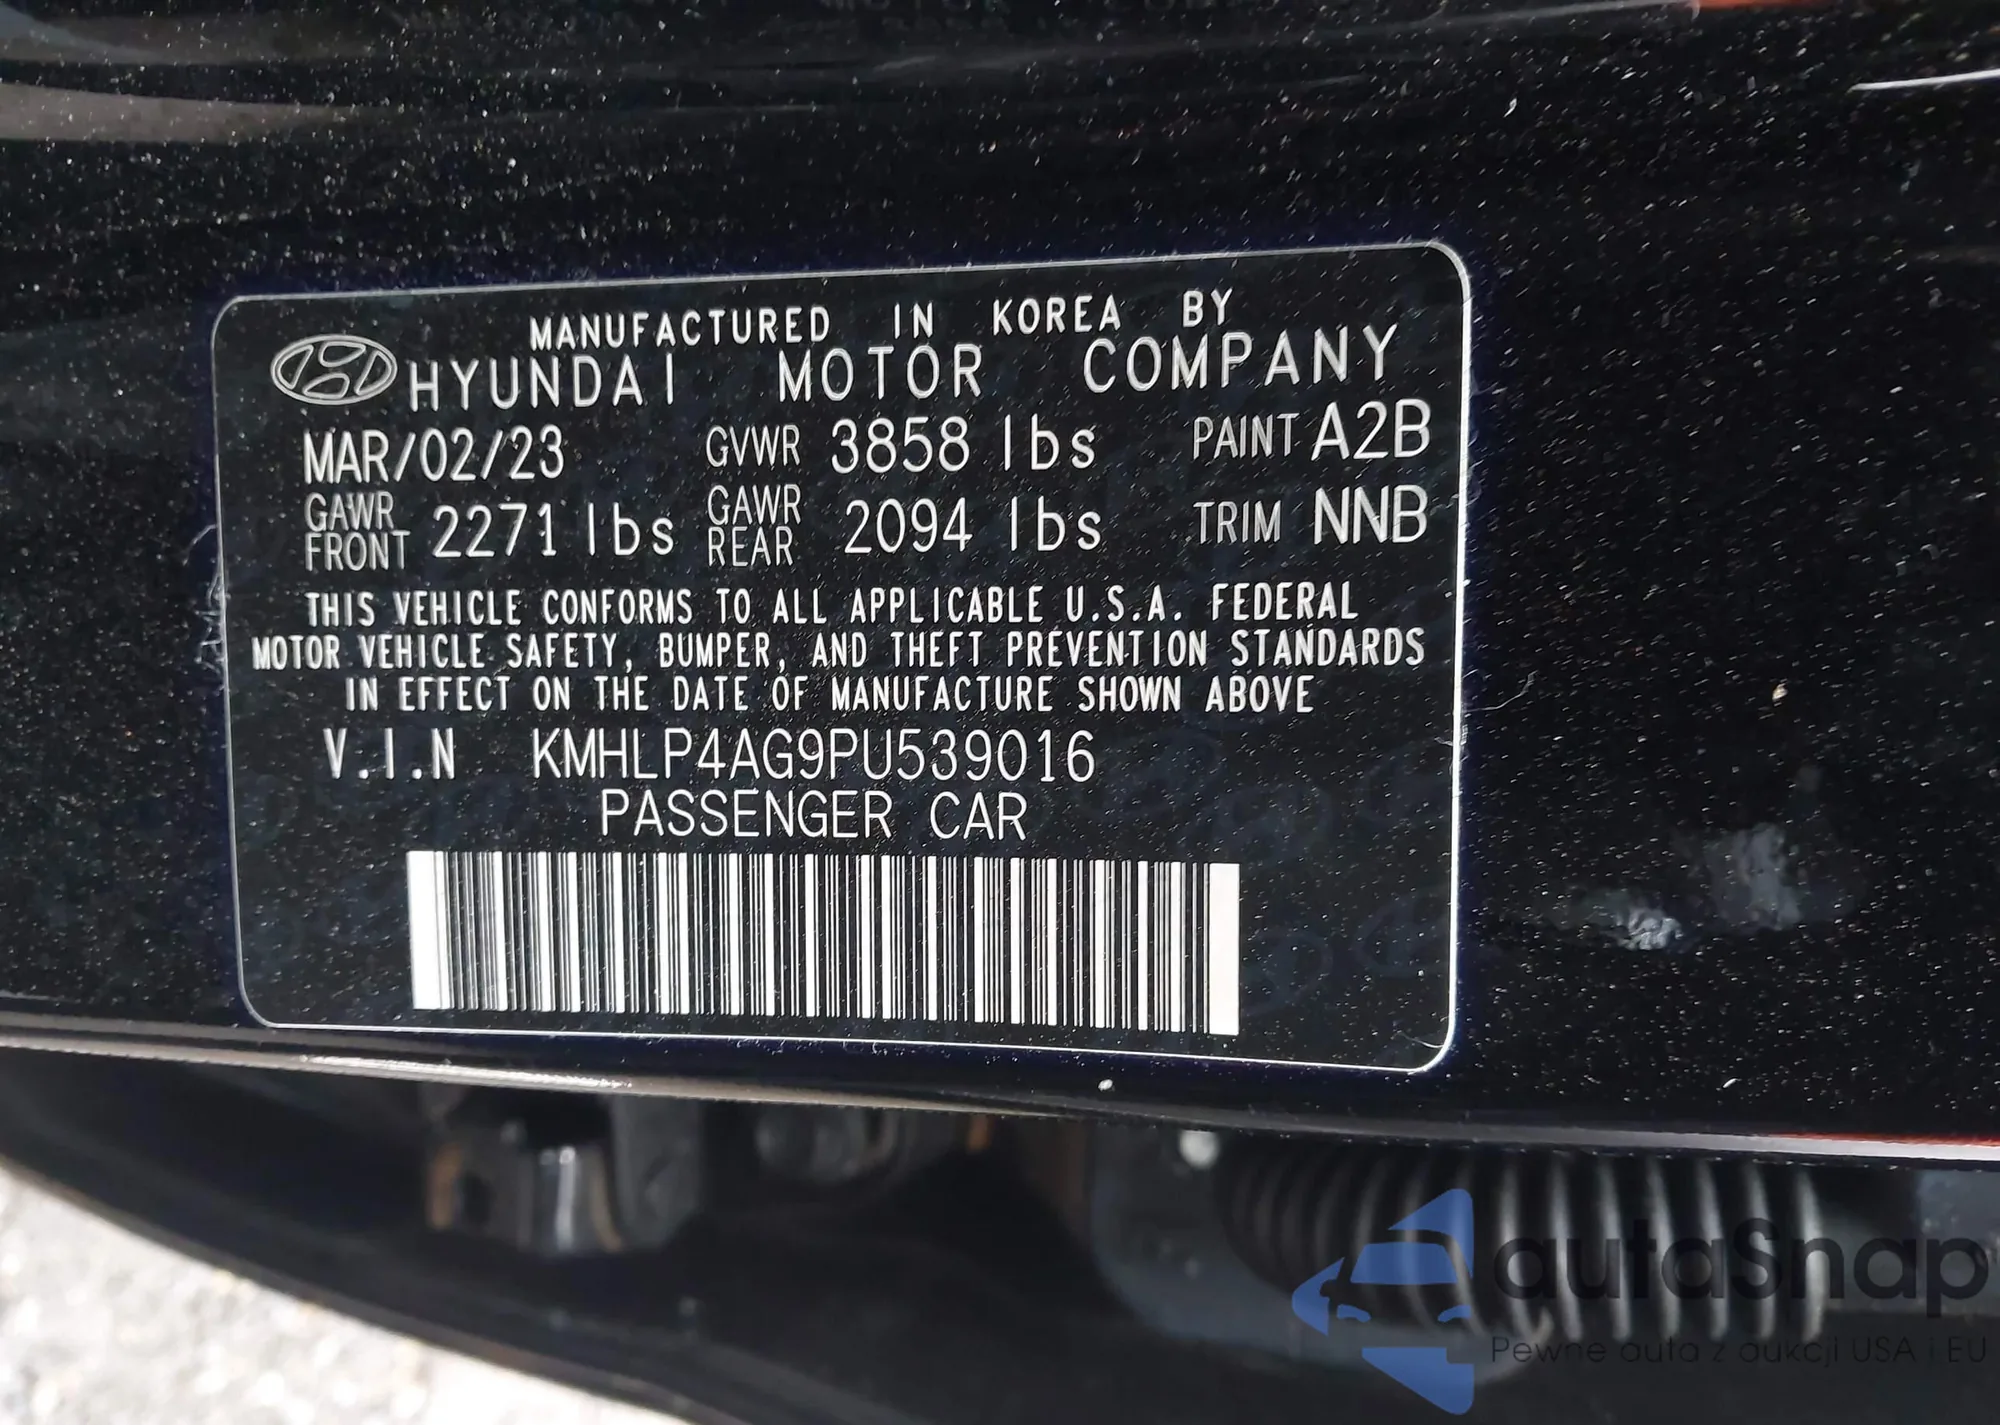 MANUFACTURED IN KOREA BY
HYUNDAI MOTOR COMPANY
MAR/02/23 GVWR 3858 lbs PAINT A2B
GAWR FRONT 2271 lbs GAWR REAR 2094 lbs TRIM NNB
THIS VEHICLE CONFORMS TO ALL APPLICABLE U.S.A. FEDERAL
MOTOR VEHICLE SAFETY, BUMPER, AND THEFT PREVENTION STANDARDS
IN EFFECT ON THE DATE OF MANUFACTURE SHOWN ABOVE
V.I.N KMHLP4AG9PU539016
PASSENGER CAR
autaSnap
Pewne auta z aukcji USA i EU